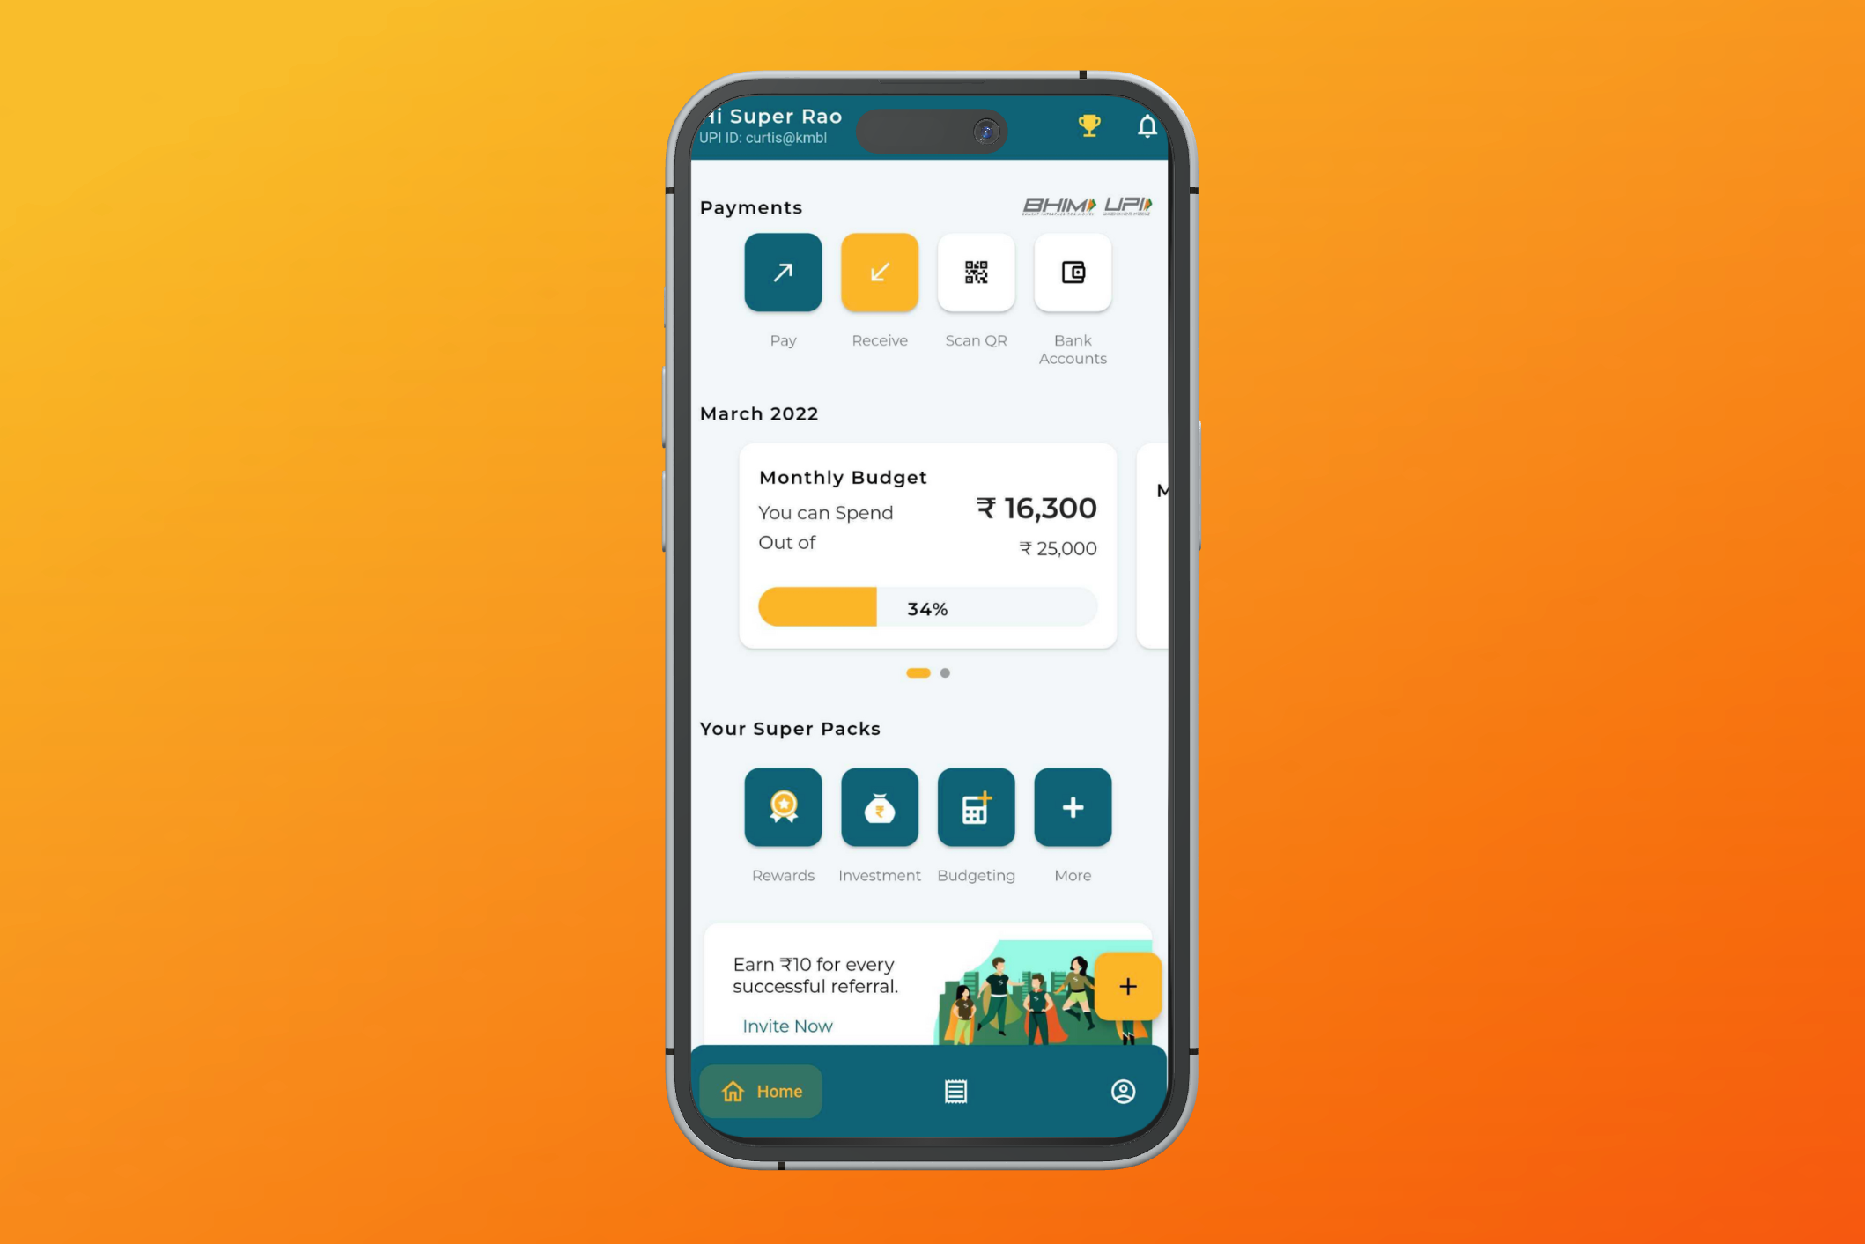 Hi Super Rao
UPI ID: curtis@kmbl
Payments
BHIM UPI
Pay
Receive
Scan QR
Bank
Accounts
March 2022
Monthly Budget
You can Spend
₹ 16,300
Out of
₹ 25,000
34%
Your Super Packs
Rewards
Investment
Budgeting
More
Earn ₹10 for every
successful referral.
Invite Now
Home